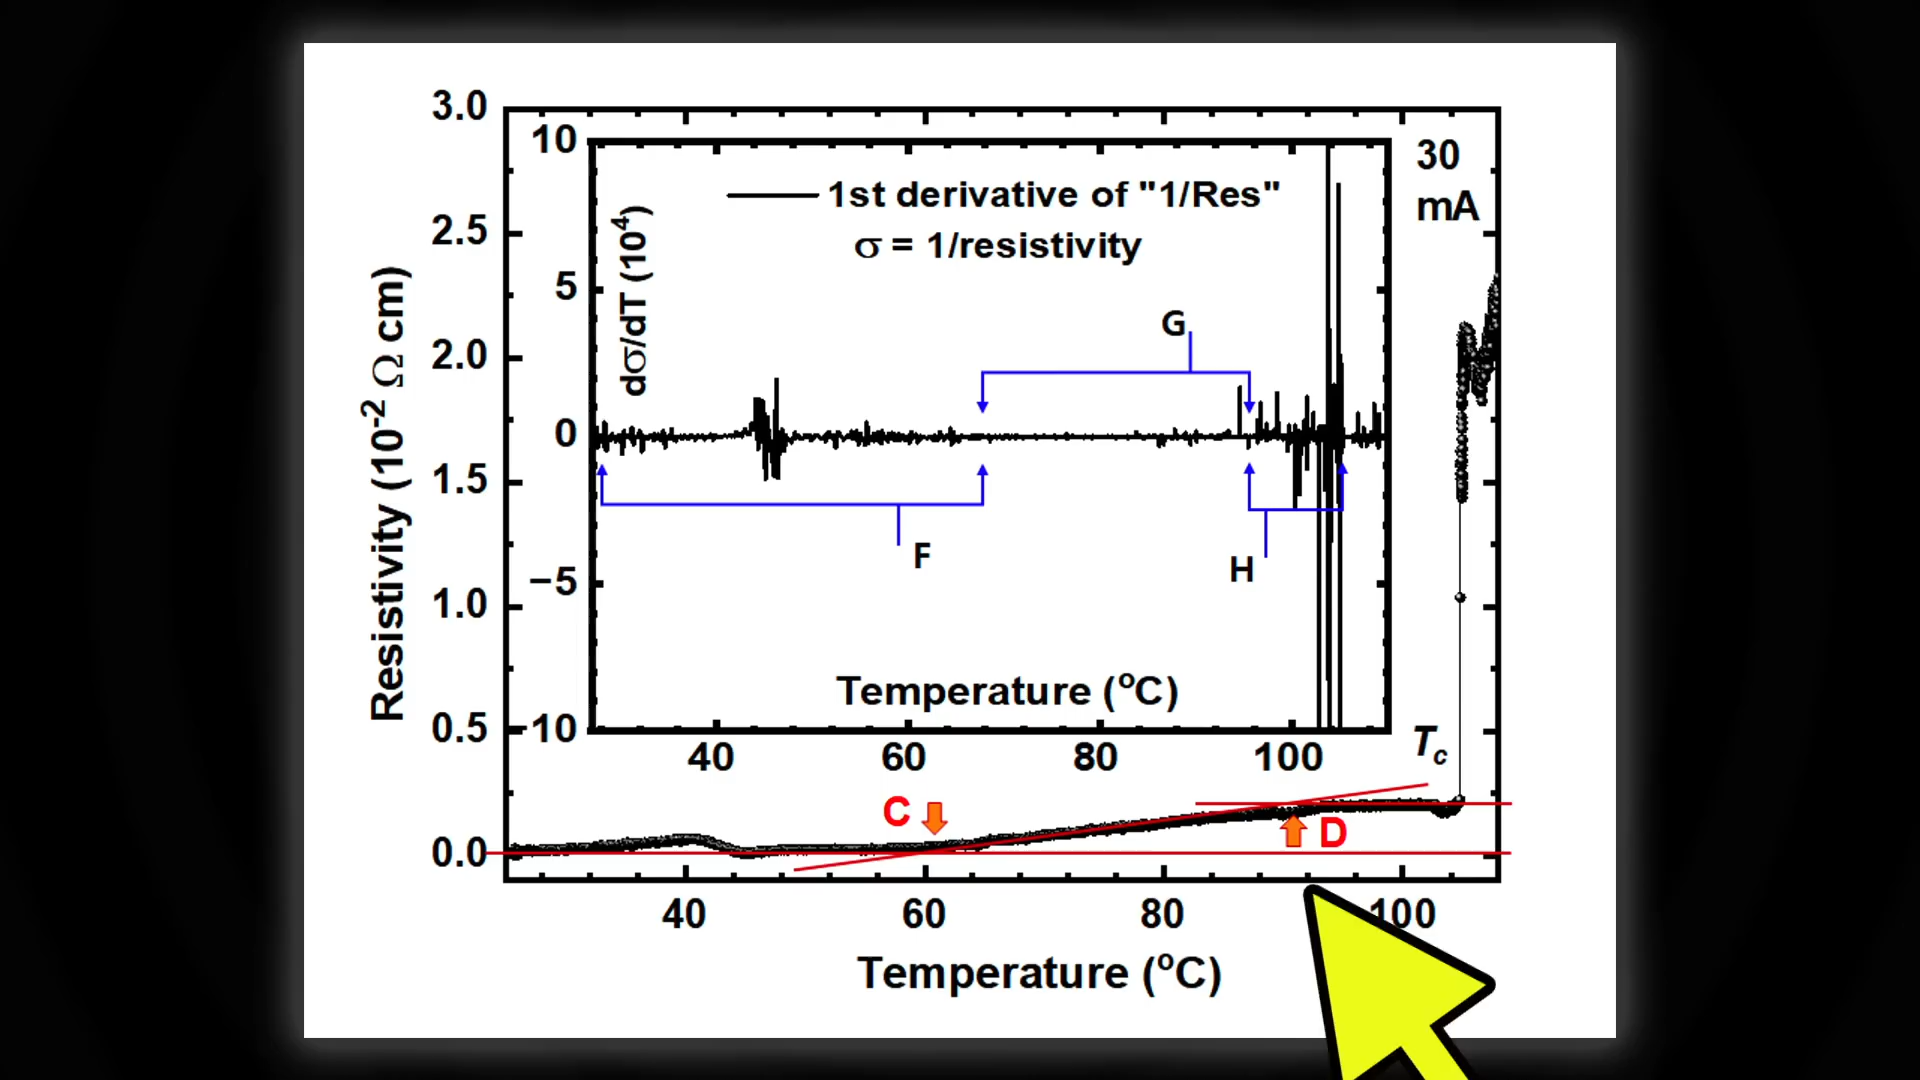 3.0
2.5
2.0
1.5
1.0
0.5
0.0
Resistivity (10⁻² Ω cm)
10
5
0
−5
-10
dσ/dT (10⁴)
1st derivative of "1/Res"
σ = 1/resistivity
30
mA
G
F
H
Temperature (°C)
40 60 80 100
Tc
C
D
40 60 80 100
Temperature (°C)